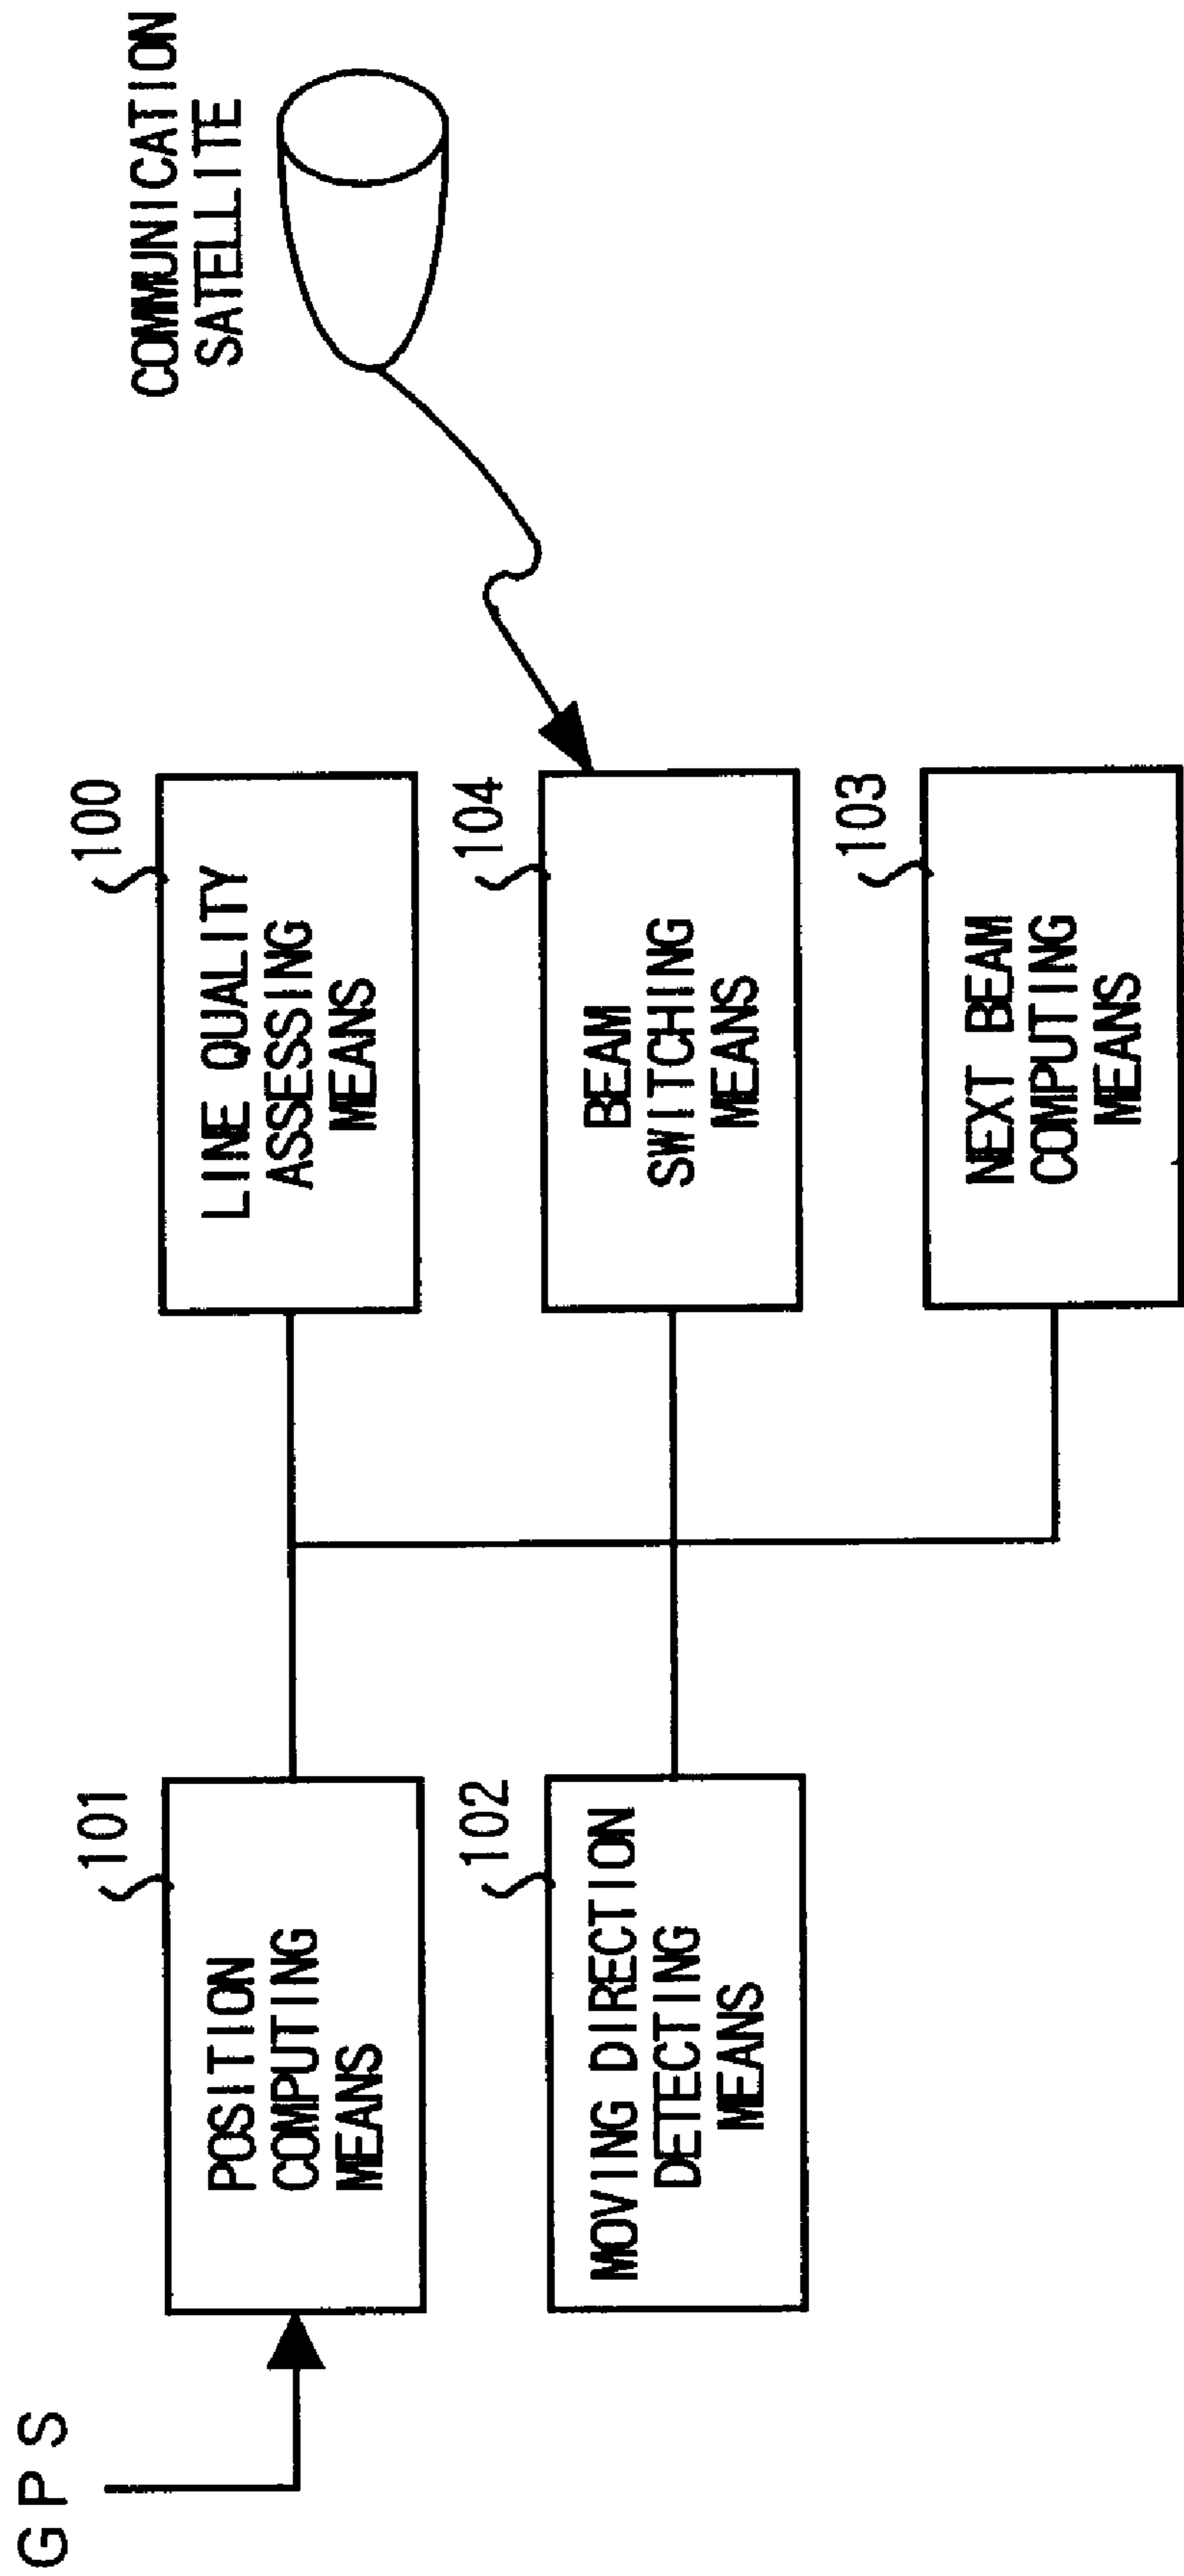 COMMUNICATION
SATELLITE
100
LINE QUALITY
ASSESSING
MEANS
104
BEAM
SWITCHING
MEANS
103
NEXT BEAM
COMPUTING
MEANS
GPS
101
POSITION
COMPUTING
MEANS
102
MOVING DIRECTION
DETECTING
MEANS